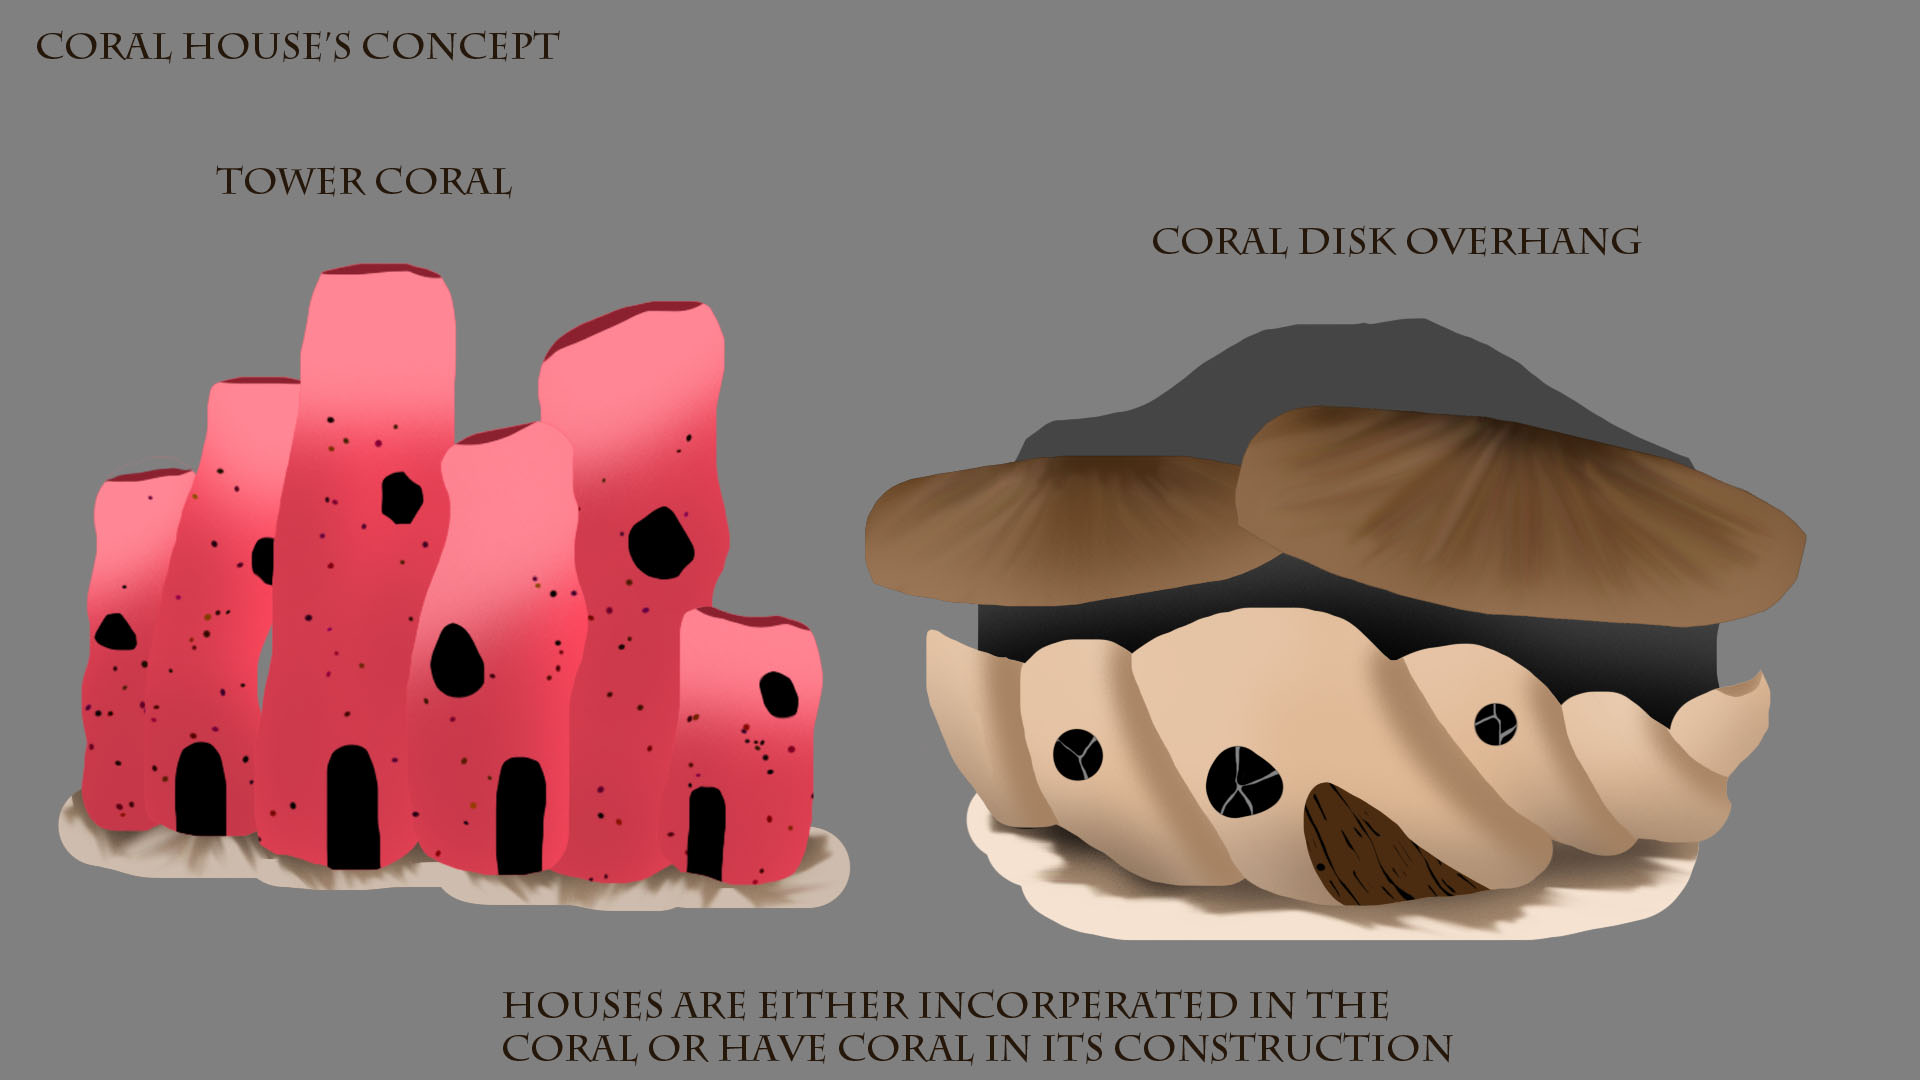 CORAL HOUSE'S CONCEPT
TOWER CORAL
CORAL DISK OVERHANG
HOUSES ARE EITHER INCORPERATED IN THE
CORAL OR HAVE CORAL IN ITS CONSTRUCTION